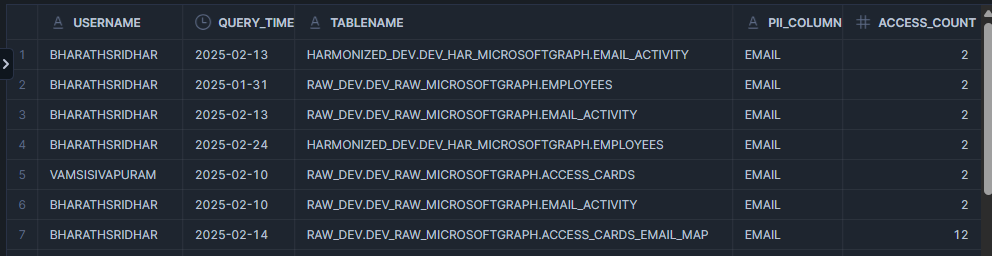 A USERNAME QUERY_TIME A TABLENAME A PII_COLUMN # ACCESS_COUNT
1 BHARATHSRIDHAR 2025-02-13 HARMONIZED_DEV.DEV_HAR_MICROSOFTGRAPH.EMAIL_ACTIVITY EMAIL 2
2 BHARATHSRIDHAR 2025-01-31 RAW_DEV.DEV_RAW_MICROSOFTGRAPH.EMPLOYEES EMAIL 2
3 BHARATHSRIDHAR 2025-02-13 RAW_DEV.DEV_RAW_MICROSOFTGRAPH.EMAIL_ACTIVITY EMAIL 2
4 BHARATHSRIDHAR 2025-02-24 HARMONIZED_DEV.DEV_HAR_MICROSOFTGRAPH.EMPLOYEES EMAIL 2
5 VAMSISIVAPURAM 2025-02-10 RAW_DEV.DEV_RAW_MICROSOFTGRAPH.ACCESS_CARDS EMAIL 2
6 BHARATHSRIDHAR 2025-02-10 RAW_DEV.DEV_RAW_MICROSOFTGRAPH.EMAIL_ACTIVITY EMAIL 2
7 BHARATHSRIDHAR 2025-02-14 RAW_DEV.DEV_RAW_MICROSOFTGRAPH.ACCESS_CARDS_EMAIL_MAP EMAIL 12